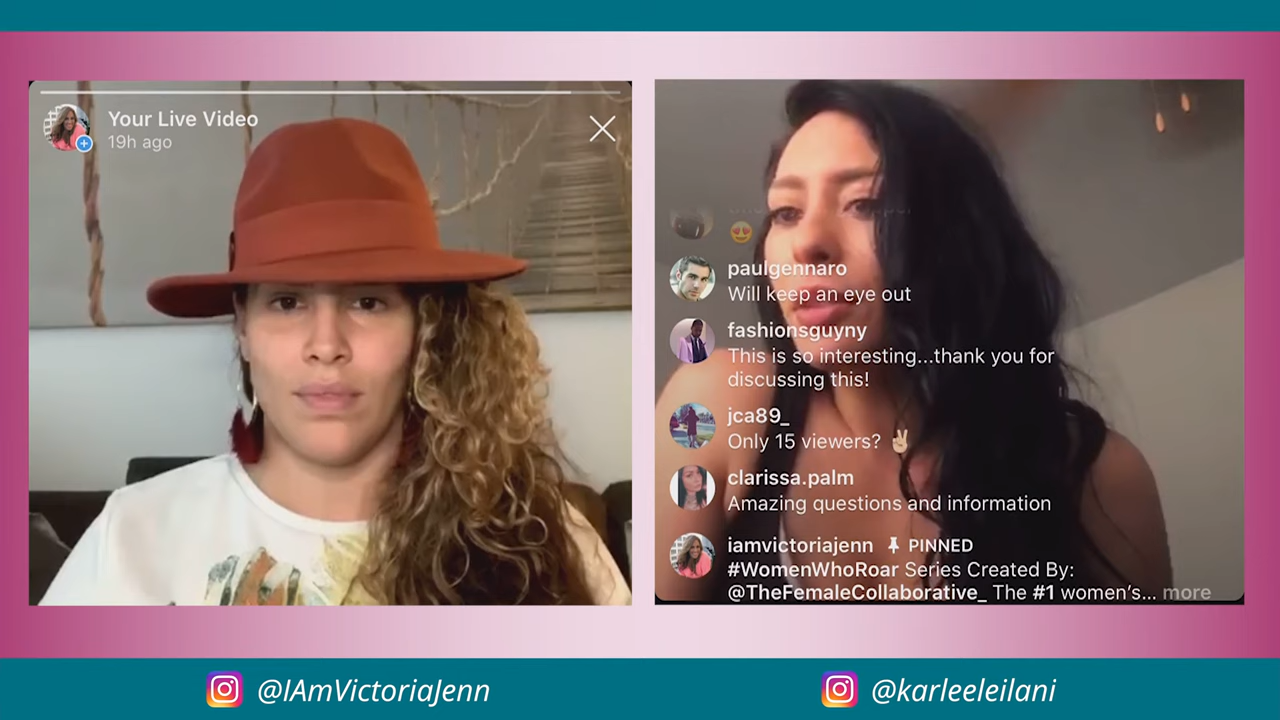 Your Live Video
19h ago
paulgennaro
Will keep an eye out
fashionsguyny
This is so interesting...thank you for
discussing this!
jca89_
Only 15 viewers? ✌🏼
clarissa.palm
Amazing questions and information
iamvictoriajenn 📌 PINNED
#WomenWhoRoar Series Created By:
@TheFemaleCollaborative_ The #1 women's... more
@IAmVictoriaJenn
@karleeleilani